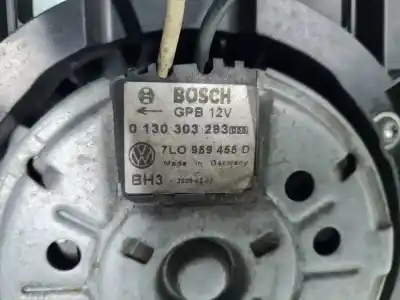 BOSCH
GPB 12V
0 130 303 293
7L0 959 455 D
Made in Germany
BH3